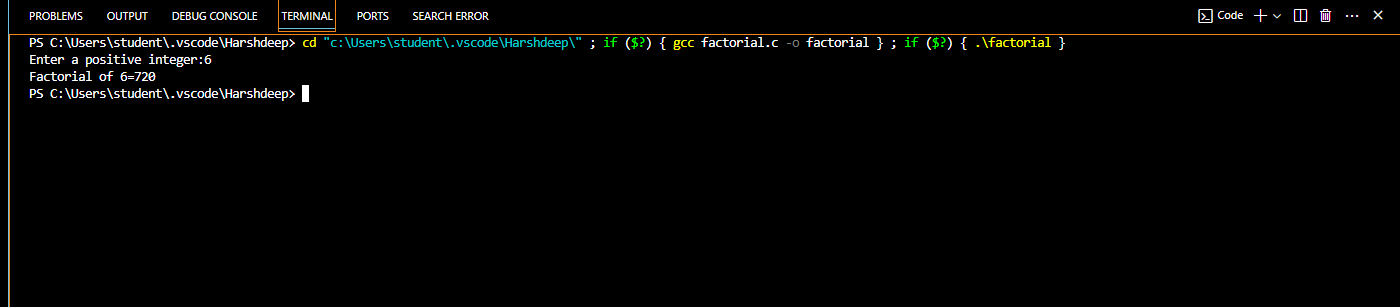 PROBLEMS OUTPUT DEBUG CONSOLE TERMINAL PORTS SEARCH ERROR Code
PS C:\Users\student\.vscode\Harshdeep> cd "c:\Users\student\.vscode\Harshdeep\" ; if ($?) { gcc factorial.c -o factorial } ; if ($?) { .\factorial }
Enter a positive integer:6
Factorial of 6=720
PS C:\Users\student\.vscode\Harshdeep>